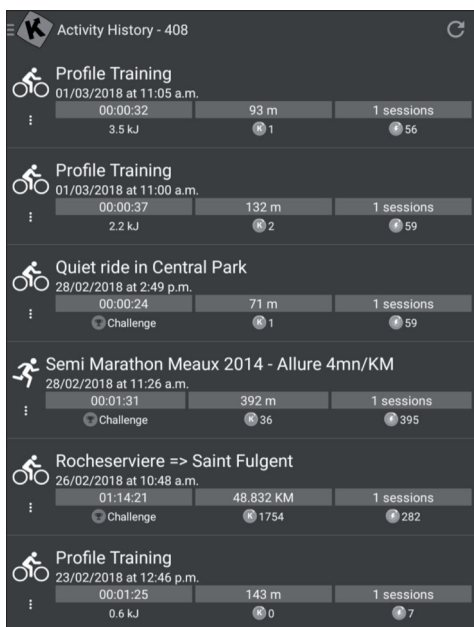 K Activity History - 408
Profile Training
01/03/2018 at 11:05 a.m.
00:00:32 93 m 1 sessions
3.5 kJ K 1 56
Profile Training
01/03/2018 at 11:00 a.m.
00:00:37 132 m 1 sessions
2.2 kJ K 2 59
Quiet ride in Central Park
28/02/2018 at 2:49 p.m.
00:00:24 71 m 1 sessions
Challenge K 1 59
Semi Marathon Meaux 2014 - Allure 4mn/KM
28/02/2018 at 11:26 a.m.
00:01:31 392 m 1 sessions
Challenge K 36 395
Rocheserviere => Saint Fulgent
26/02/2018 at 10:48 a.m.
01:14:21 48.832 KM 1 sessions
Challenge K 1754 282
Profile Training
23/02/2018 at 12:46 p.m.
00:01:25 143 m 1 sessions
0.6 kJ K 0 7